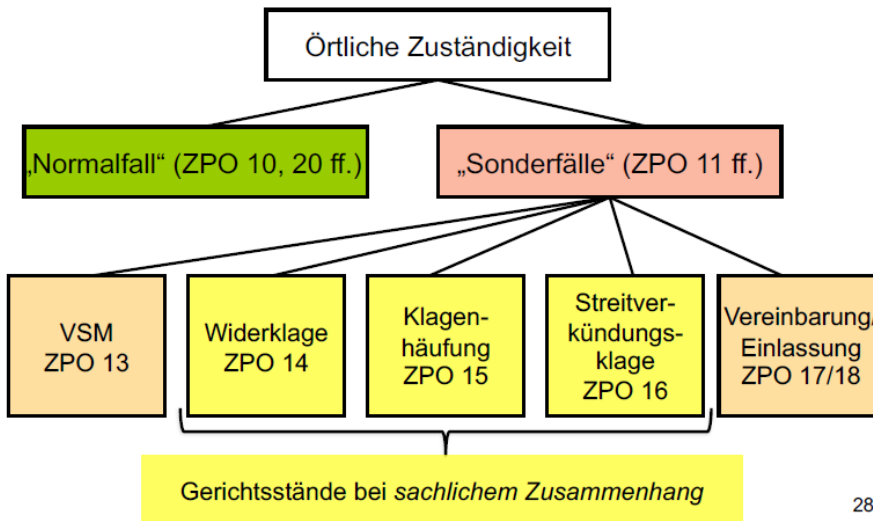 Örtliche Zuständigkeit
„Normalfall“ (ZPO 10, 20 ff.)
„Sonderfälle“ (ZPO 11 ff.)
VSM
ZPO 13
Widerklage
ZPO 14
Klagen-
häufung
ZPO 15
Streitver-
kündungs-
klage
ZPO 16
Vereinbarung/
Einlassung
ZPO 17/18
Gerichtsstände bei sachlichem Zusammenhang
28